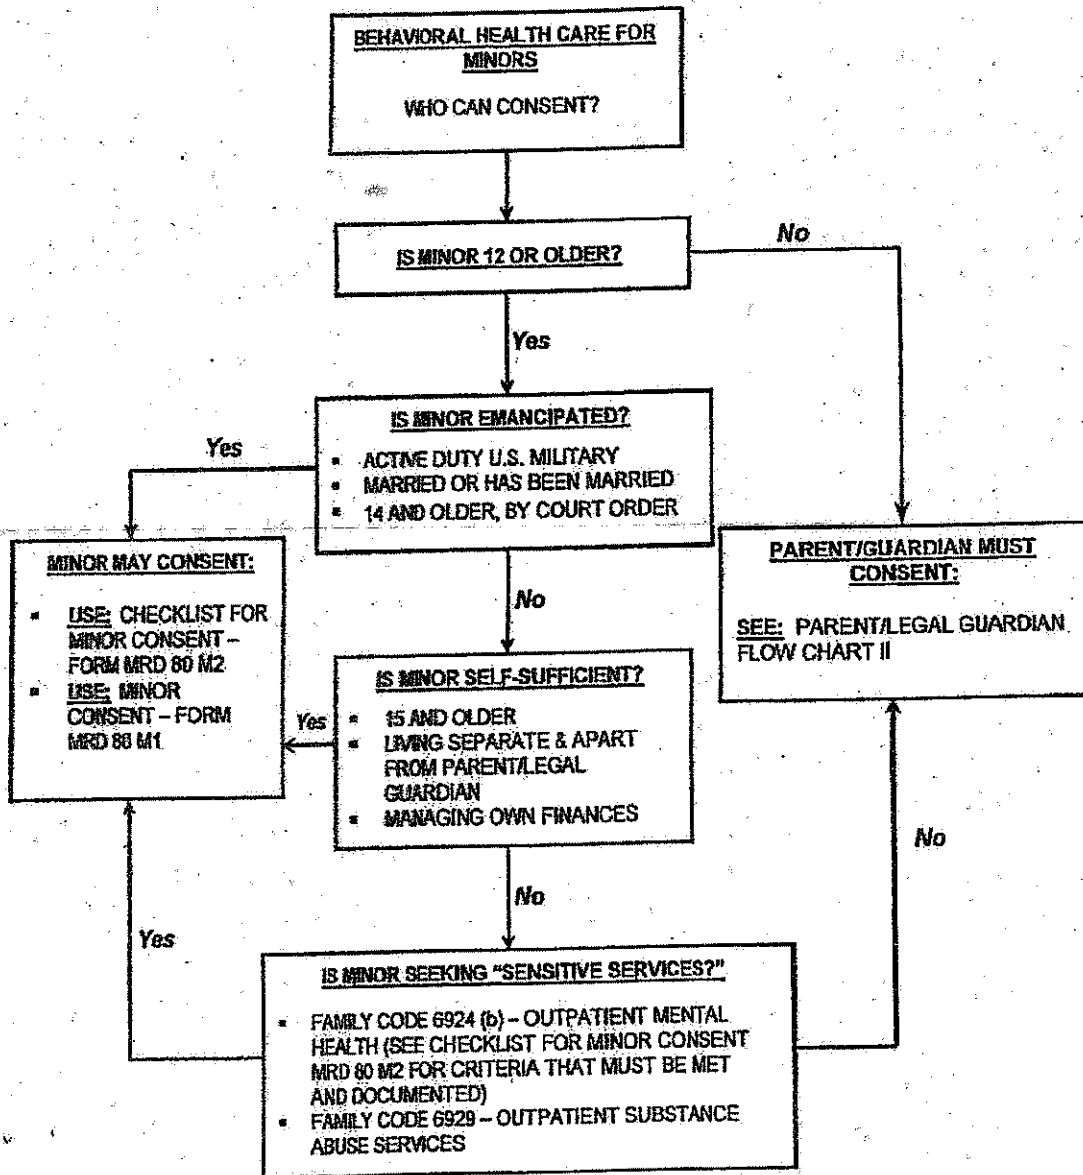 BEHAVIORAL HEALTH CARE FOR
MINORS
WHO CAN CONSENT?
IS MINOR 12 OR OLDER?
No
Yes
IS MINOR EMANCIPATED?
▪ ACTIVE DUTY U.S. MILITARY
▪ MARRIED OR HAS BEEN MARRIED
▪ 14 AND OLDER, BY COURT ORDER
Yes
MINOR MAY CONSENT:
▪ USE: CHECKLIST FOR
MINOR CONSENT –
FORM MRD 80 M2
▪ USE: MINOR
CONSENT – FORM
MRD 80 M1
PARENT/GUARDIAN MUST
CONSENT:
SEE: PARENT/LEGAL GUARDIAN
FLOW CHART II
No
IS MINOR SELF-SUFFICIENT?
▪ 15 AND OLDER
▪ LIVING SEPARATE & APART
FROM PARENT/LEGAL
GUARDIAN
▪ MANAGING OWN FINANCES
Yes
No
No
Yes
IS MINOR SEEKING "SENSITIVE SERVICES?"
▪ FAMILY CODE 6924 (b) – OUTPATIENT MENTAL
HEALTH (SEE CHECKLIST FOR MINOR CONSENT
MRD 80 M2 FOR CRITERIA THAT MUST BE MET
AND DOCUMENTED)
▪ FAMILY CODE 6929 – OUTPATIENT SUBSTANCE
ABUSE SERVICES